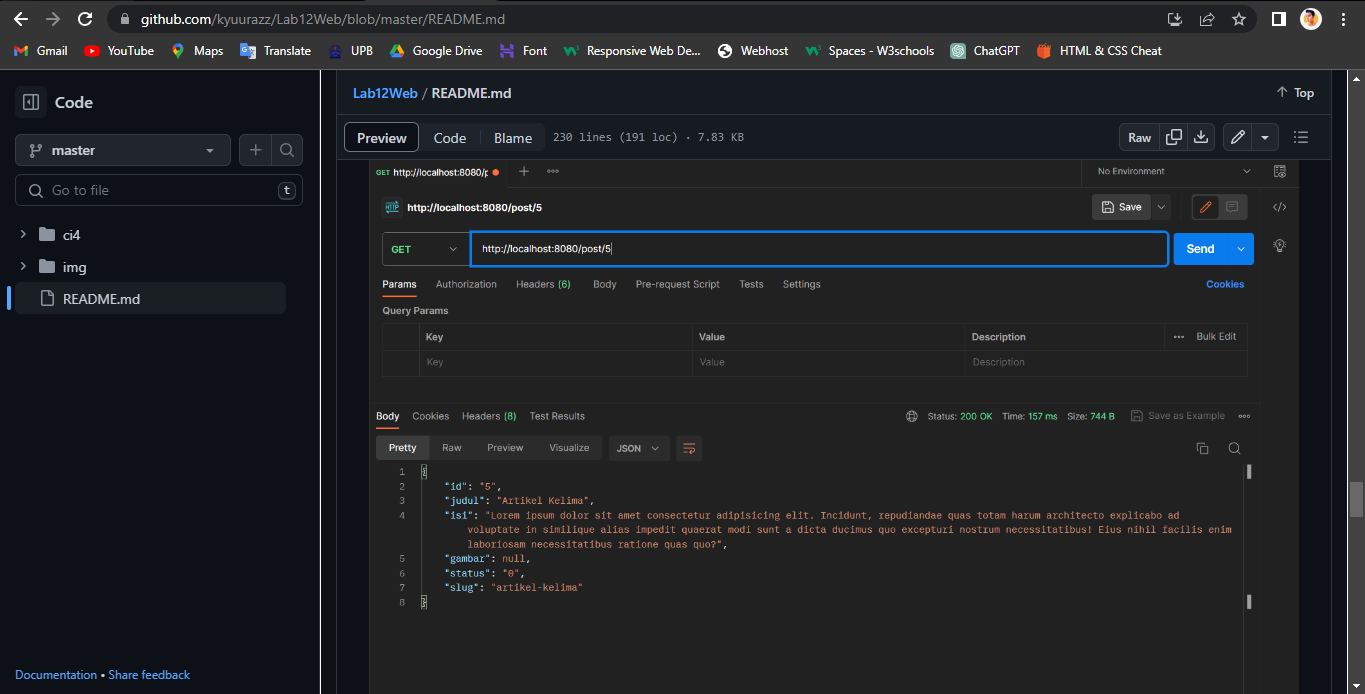 github.com/kyuurazz/Lab12Web/blob/master/README.md
Gmail YouTube Maps Translate UPB Google Drive Font Responsive Web De... Webhost Spaces - W3schools ChatGPT HTML & CSS Cheat
Code
master
Go to file t
ci4
img
README.md
Documentation • Share feedback
Lab12Web / README.md Top
Preview Code Blame 230 lines (191 loc) · 7.83 KB Raw
GET http://localhost:8080/p No Environment
HTTP http://localhost:8080/post/5 Save
GET http://localhost:8080/post/5 Send
Params Authorization Headers (6) Body Pre-request Script Tests Settings Cookies
Query Params
Key Value Description Bulk Edit
Key Value Description
Body Cookies Headers (8) Test Results Status: 200 OK Time: 157 ms Size: 744 B Save as Example
Pretty Raw Preview Visualize JSON
1 {
2 "id": "5",
3 "judul": "Artikel Kelima",
4 "isi": "Lorem ipsum dolor sit amet consectetur adipisicing elit. Incidunt, repudiandae quas totam harum architecto explicabo ad
voluptate in similique alias impedit quaerat modi sunt a dicta ducimus quo excepturi nostrum necessitatibus! Eius nihil facilis enim
laboriosam necessitatibus ratione quas quo?",
5 "gambar": null,
6 "status": "0",
7 "slug": "artikel-kelima"
8 }